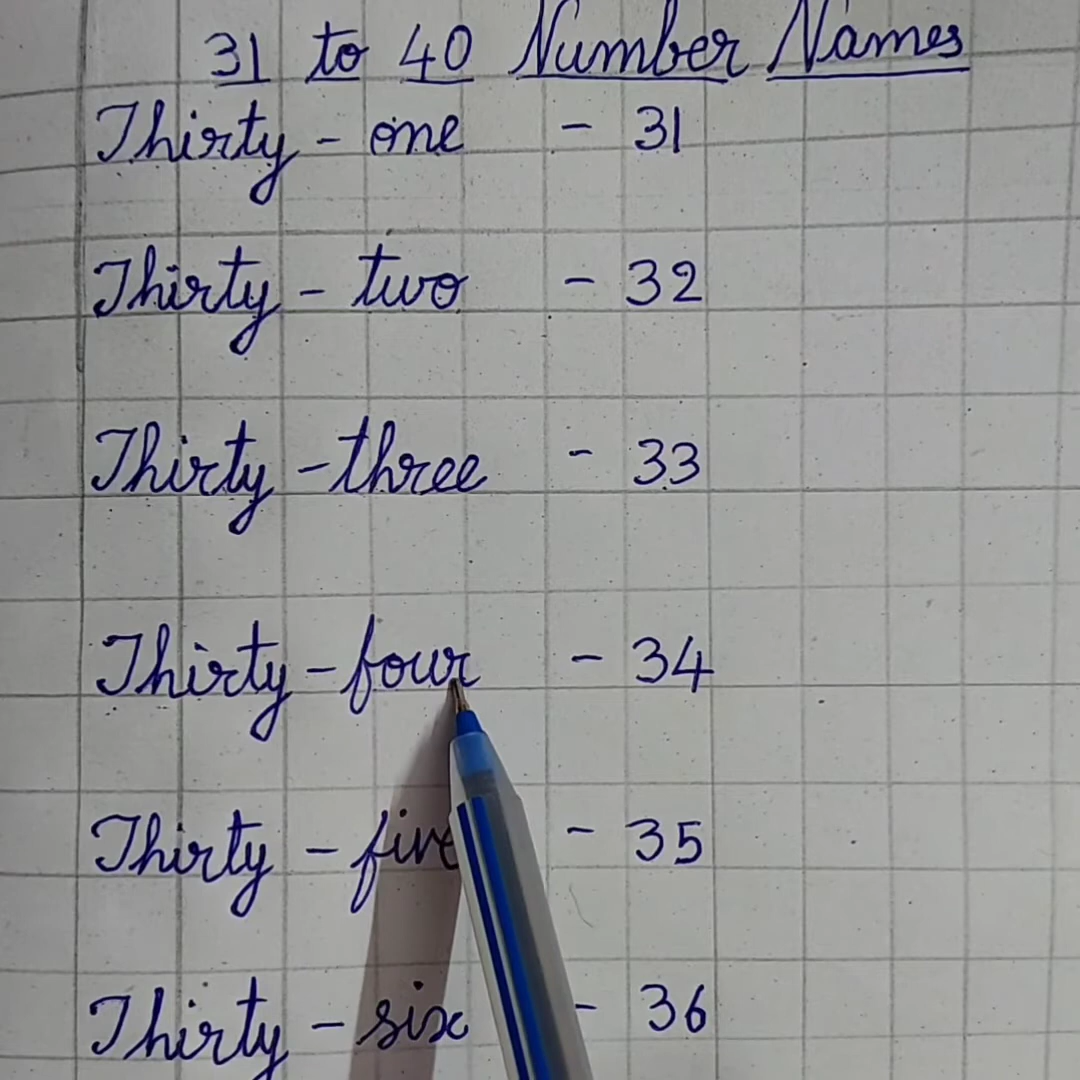 31 to 40 Number Names
Thirty - one - 31
Thirty - two - 32
Thirty - three - 33
Thirty - four - 34
Thirty - five - 35
Thirty - six - 36